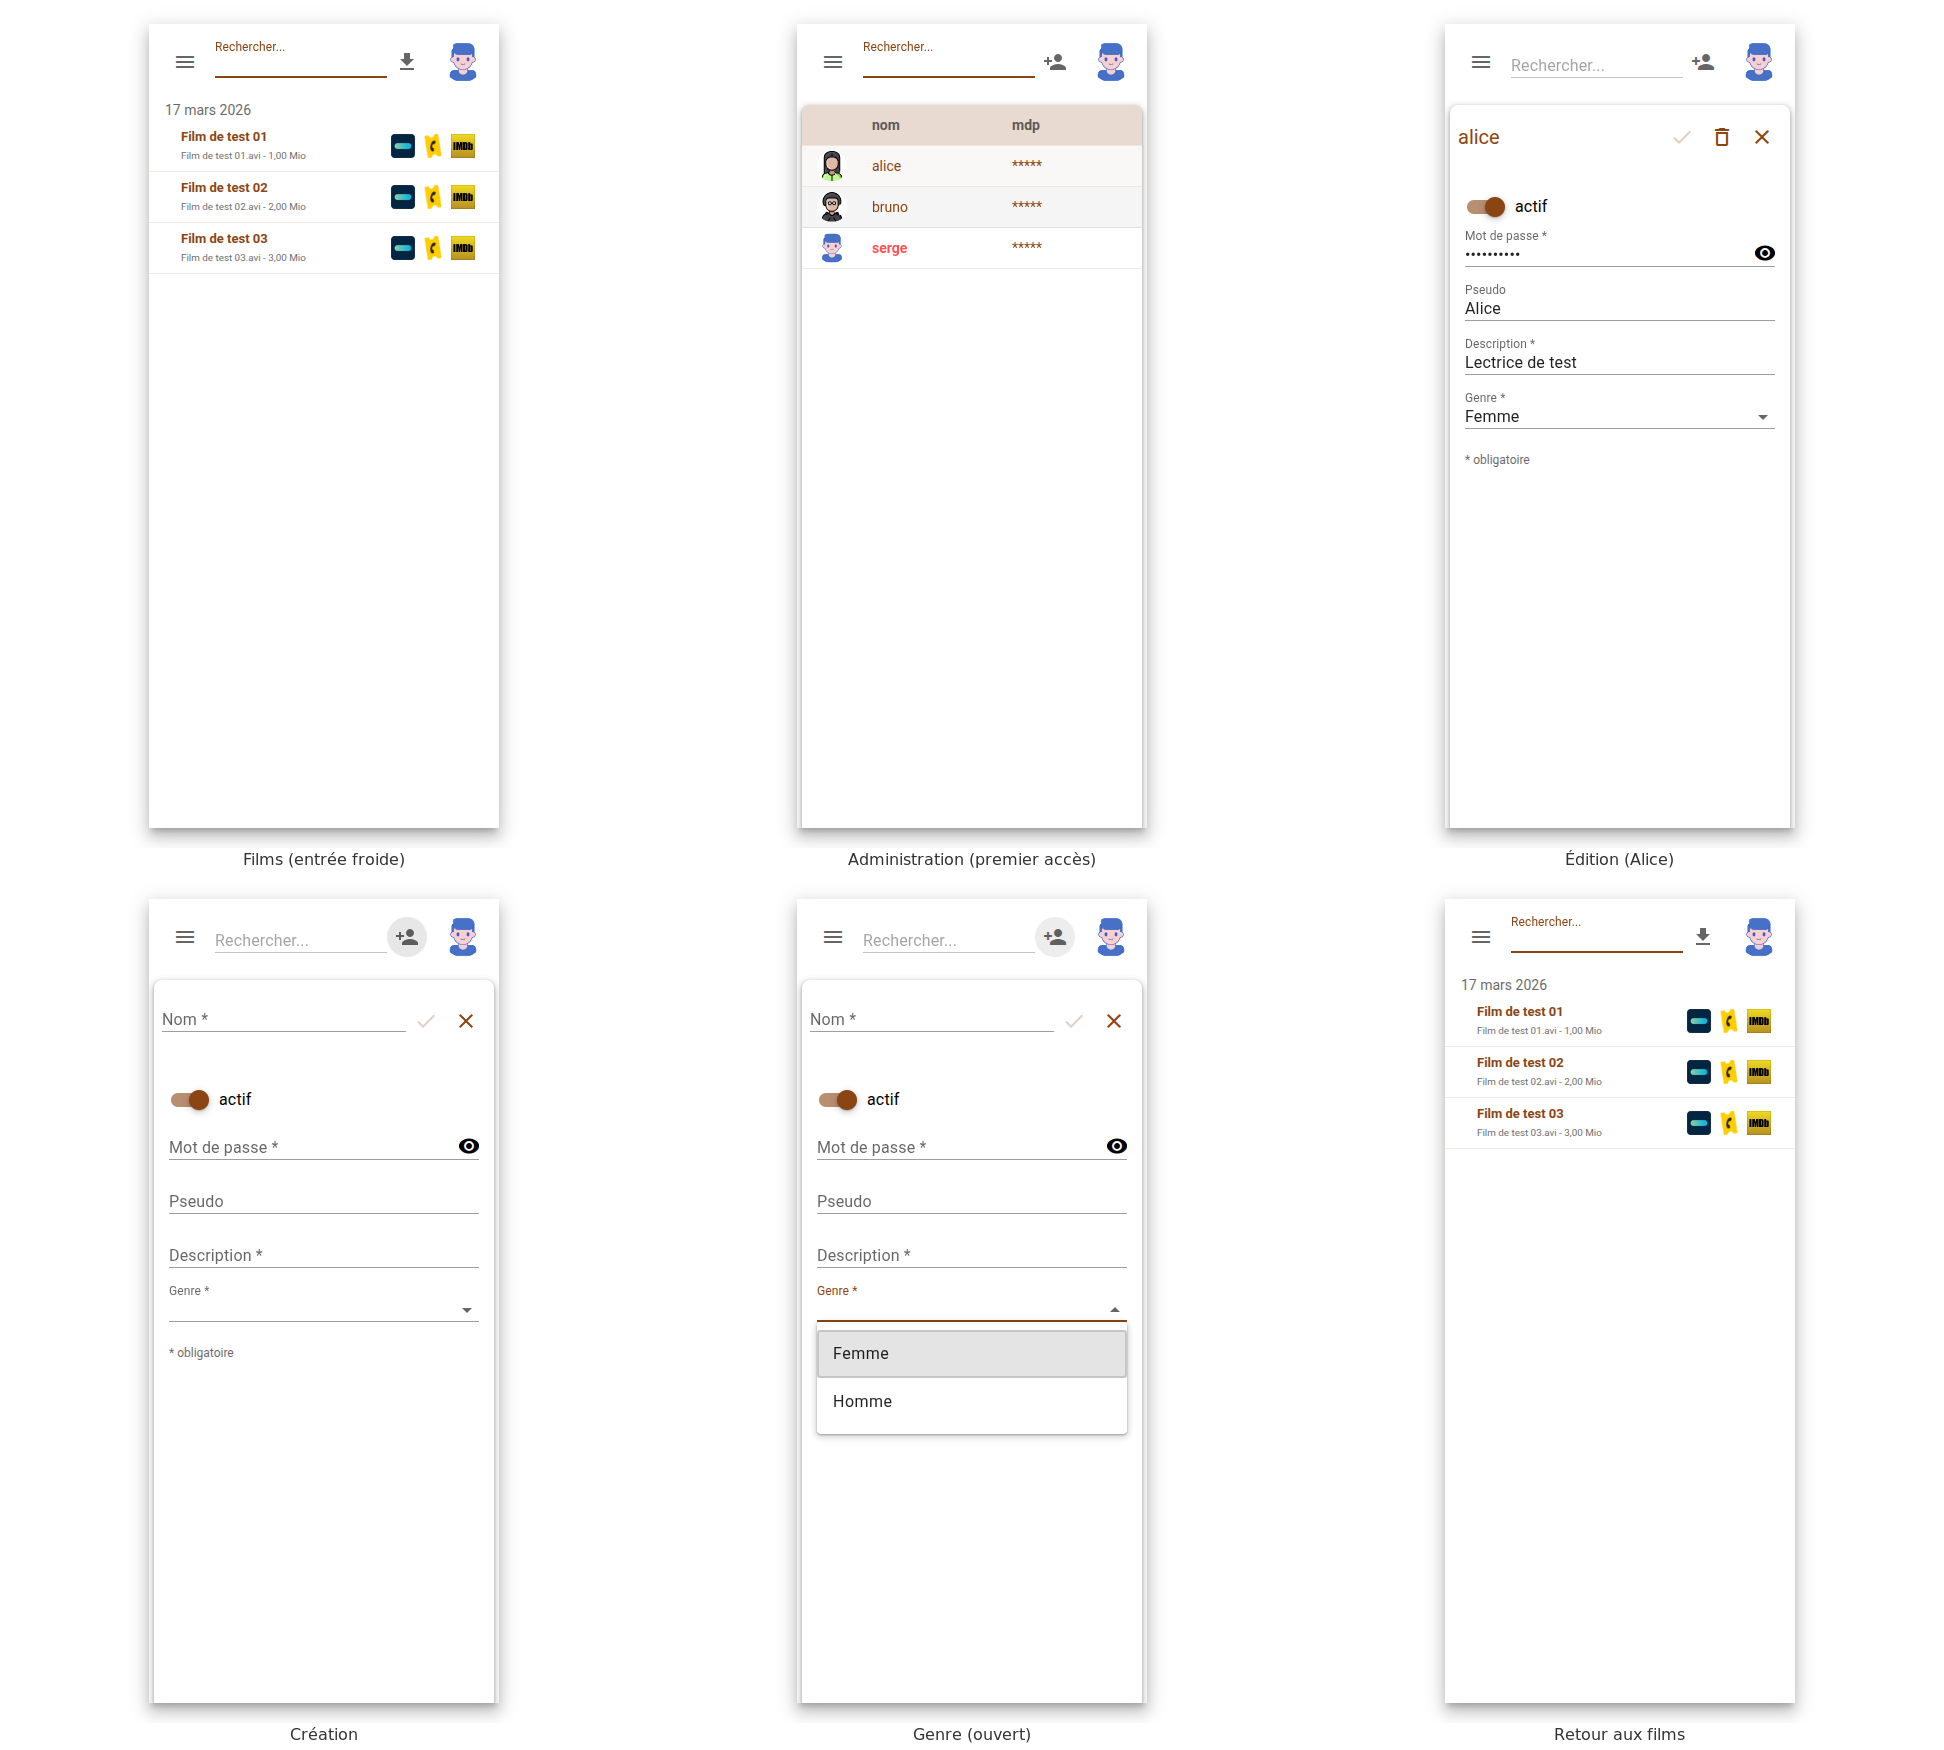 Rechercher...
17 mars 2026
Film de test 01
Film de test 01.avi - 1,00 Mio
IMDb
Film de test 02
Film de test 02.avi - 2,00 Mio
IMDb
Film de test 03
Film de test 03.avi - 3,00 Mio
IMDb
Films (entrée froide)
Rechercher...
nom mdp
alice *****
bruno *****
serge *****
Administration (premier accès)
Rechercher...
alice
actif
Mot de passe *
••••••••••
Pseudo
Alice
Description *
Lectrice de test
Genre *
Femme
* obligatoire
Édition (Alice)
Rechercher...
Nom *
actif
Mot de passe *
Pseudo
Description *
Genre *
* obligatoire
Création
Rechercher...
Nom *
actif
Mot de passe *
Pseudo
Description *
Genre *
Femme
Homme
Genre (ouvert)
Rechercher...
17 mars 2026
Film de test 01
Film de test 01.avi - 1,00 Mio
IMDb
Film de test 02
Film de test 02.avi - 2,00 Mio
IMDb
Film de test 03
Film de test 03.avi - 3,00 Mio
IMDb
Retour aux films